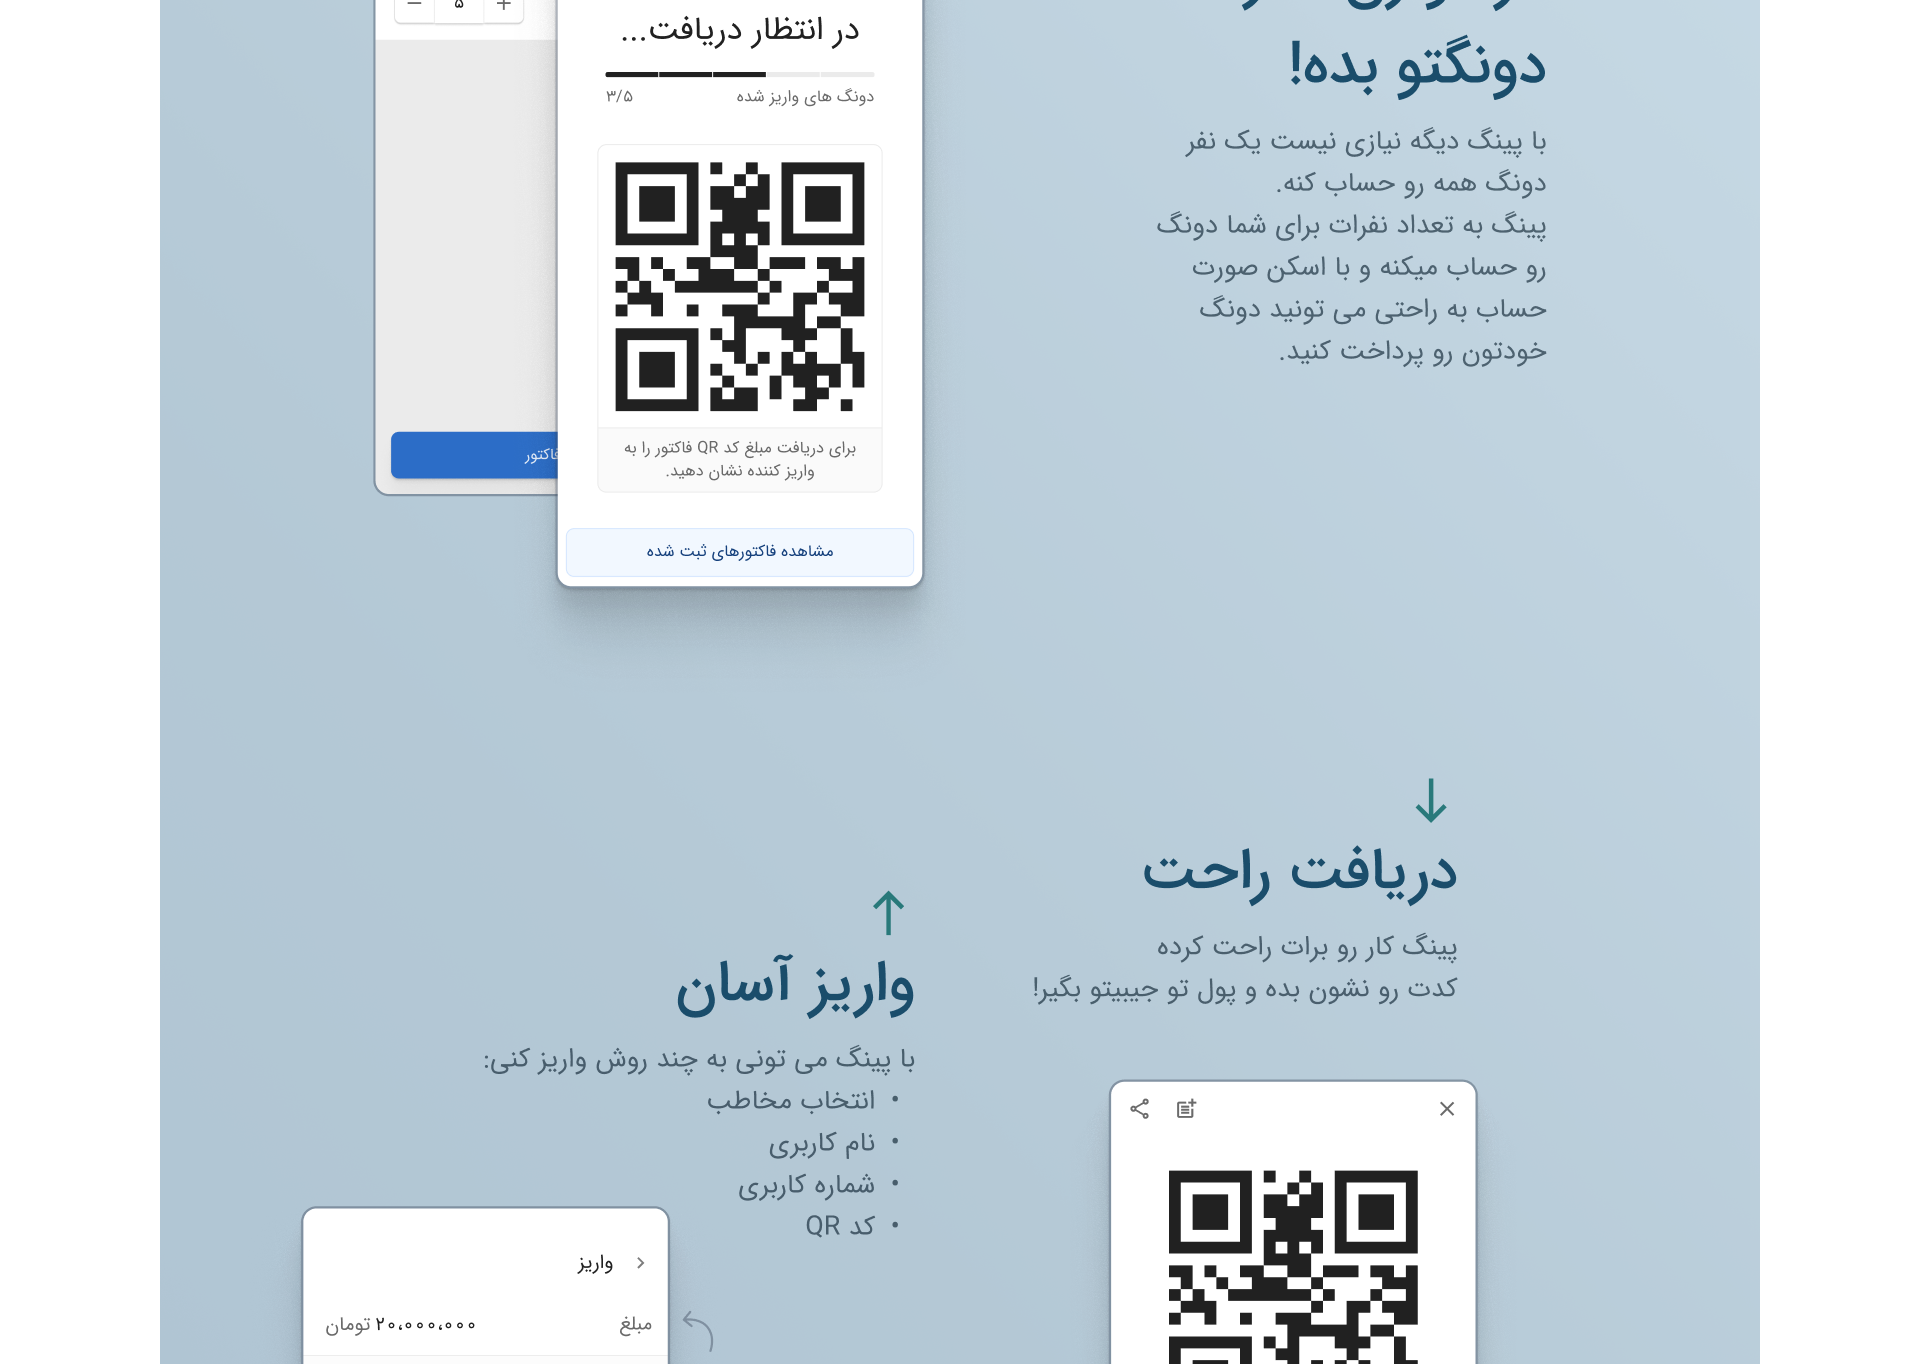 دونگتو بده!
با پینگ دیگه نیازی نیست یک نفر
دونگ همه رو حساب کنه.
پینگ به تعداد نفرات برای شما دونگ
رو حساب میکنه و با اسکن صورت
حساب به راحتی می تونید دونگ
خودتون رو پرداخت کنید.
۵
در انتظار دریافت...
دونگ های واریز شده
۳/۵
برای دریافت مبلغ کد QR فاکتور را به
واریز کننده نشان دهید.
فاکتور
مشاهده فاکتورهای ثبت شده
دریافت راحت
پینگ کار رو برات راحت کرده
کدت رو نشون بده و پول تو جیبیتو بگیر!
واریز آسان
با پینگ می تونی به چند روش واریز کنی:
• انتخاب مخاطب
• نام کاربری
• شماره کاربری
• کد QR
واریز
مبلغ
۲۰،۰۰۰،۰۰۰ تومان